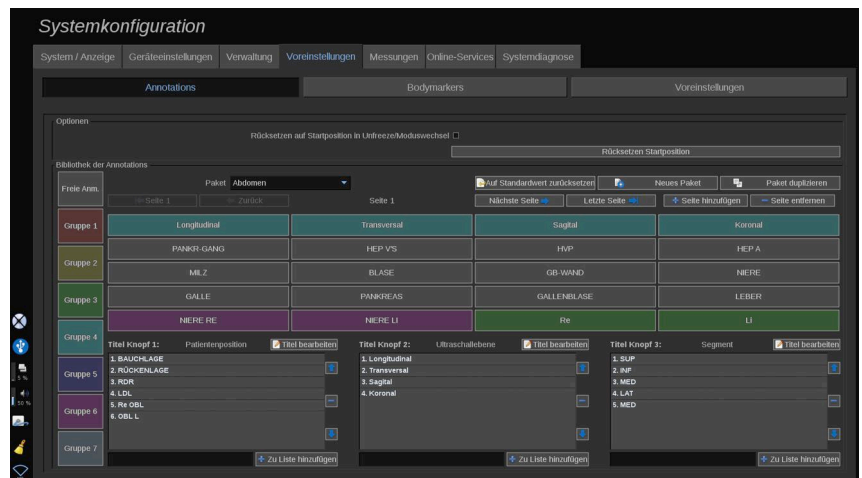 Systemkonfiguration
System / Anzeige Geräteeinstellungen Verwaltung Voreinstellungen Messungen Online-Services Systemdiagnose
Annotations Bodymarkers Voreinstellungen
Optionen
Rücksetzen auf Startposition in Unfreeze/Moduswechsel
Rücksetzen Startposition
Bibliothek der Annotations
Freie Anm. Paket Abdomen Auf Standardwert zurücksetzen Neues Paket Paket duplizieren
Seite 1 Zurück Seite 1 Nächste Seite Letzte Seite Seite hinzufügen Seite entfernen
Gruppe 1 Longitudinal Transversal Sagital Koronal
PANKR-GANG HEP V'S HVP HEP A
Gruppe 2
MILZ BLASE GB-WAND NIERE
Gruppe 3 GALLE PANKREAS GALLENBLASE LEBER
NIERE RE NIERE LI Re Li
Gruppe 4
Titel Knopf 1: Patientenposition Titel bearbeiten Titel Knopf 2: Ultraschallebene Titel bearbeiten Titel Knopf 3: Segment Titel bearbeiten
1. BAUCHLAGE 1. Longitudinal 1. SUP
2. RÜCKENLAGE 2. Transversal 2. INF
Gruppe 5
3. RDR 3. Sagital 3. MED
4. LDL 4. Koronal 4. LAT
5. Re OBL 5. MED
Gruppe 6
6. OBL L
Gruppe 7
Zu Liste hinzufügen Zu Liste hinzufügen Zu Liste hinzufügen
5 %
50 %